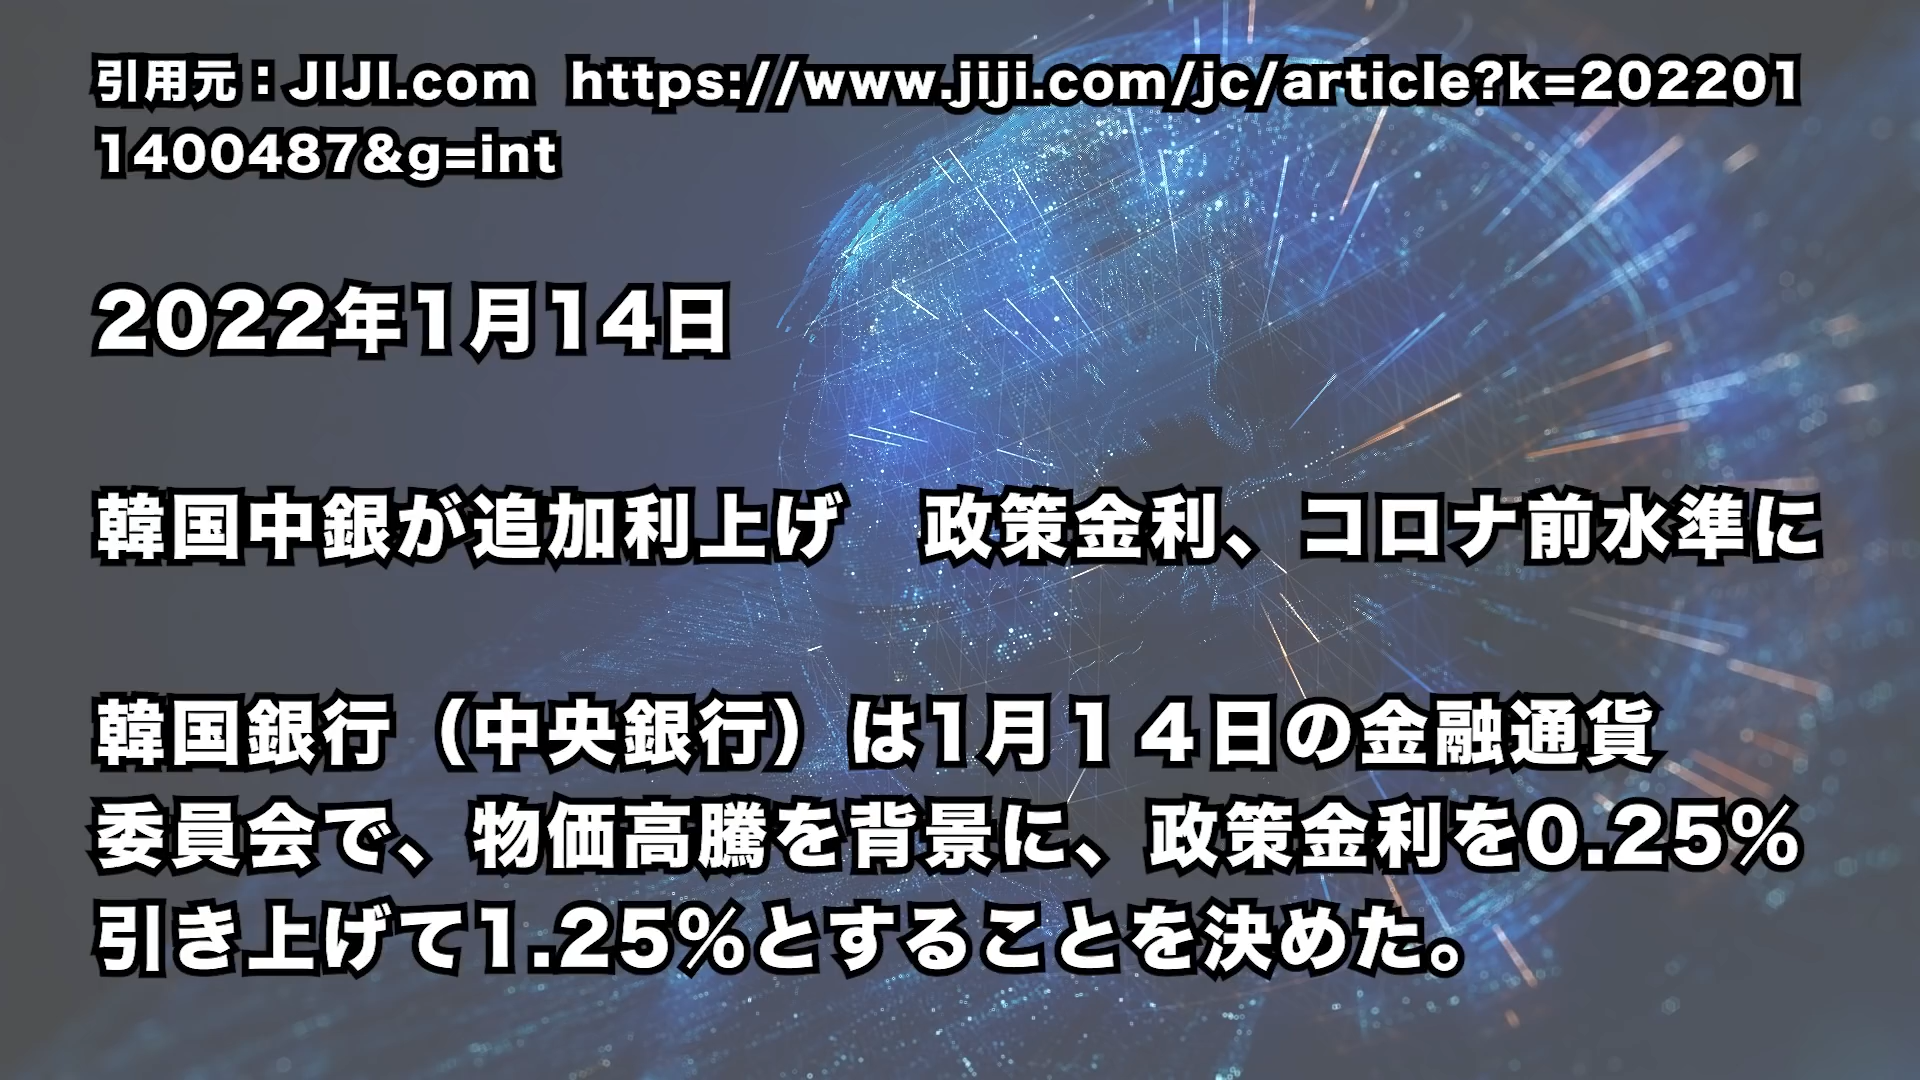 引用元：JIJI.com  https://www.jiji.com/jc/article?k=202201
1400487&g=int
2022年1月14日
韓国中銀が追加利上げ　政策金利、コロナ前水準に
韓国銀行（中央銀行）は1月１４日の金融通貨
委員会で、物価高騰を背景に、政策金利を0.25%
引き上げて1.25%とすることを決めた。